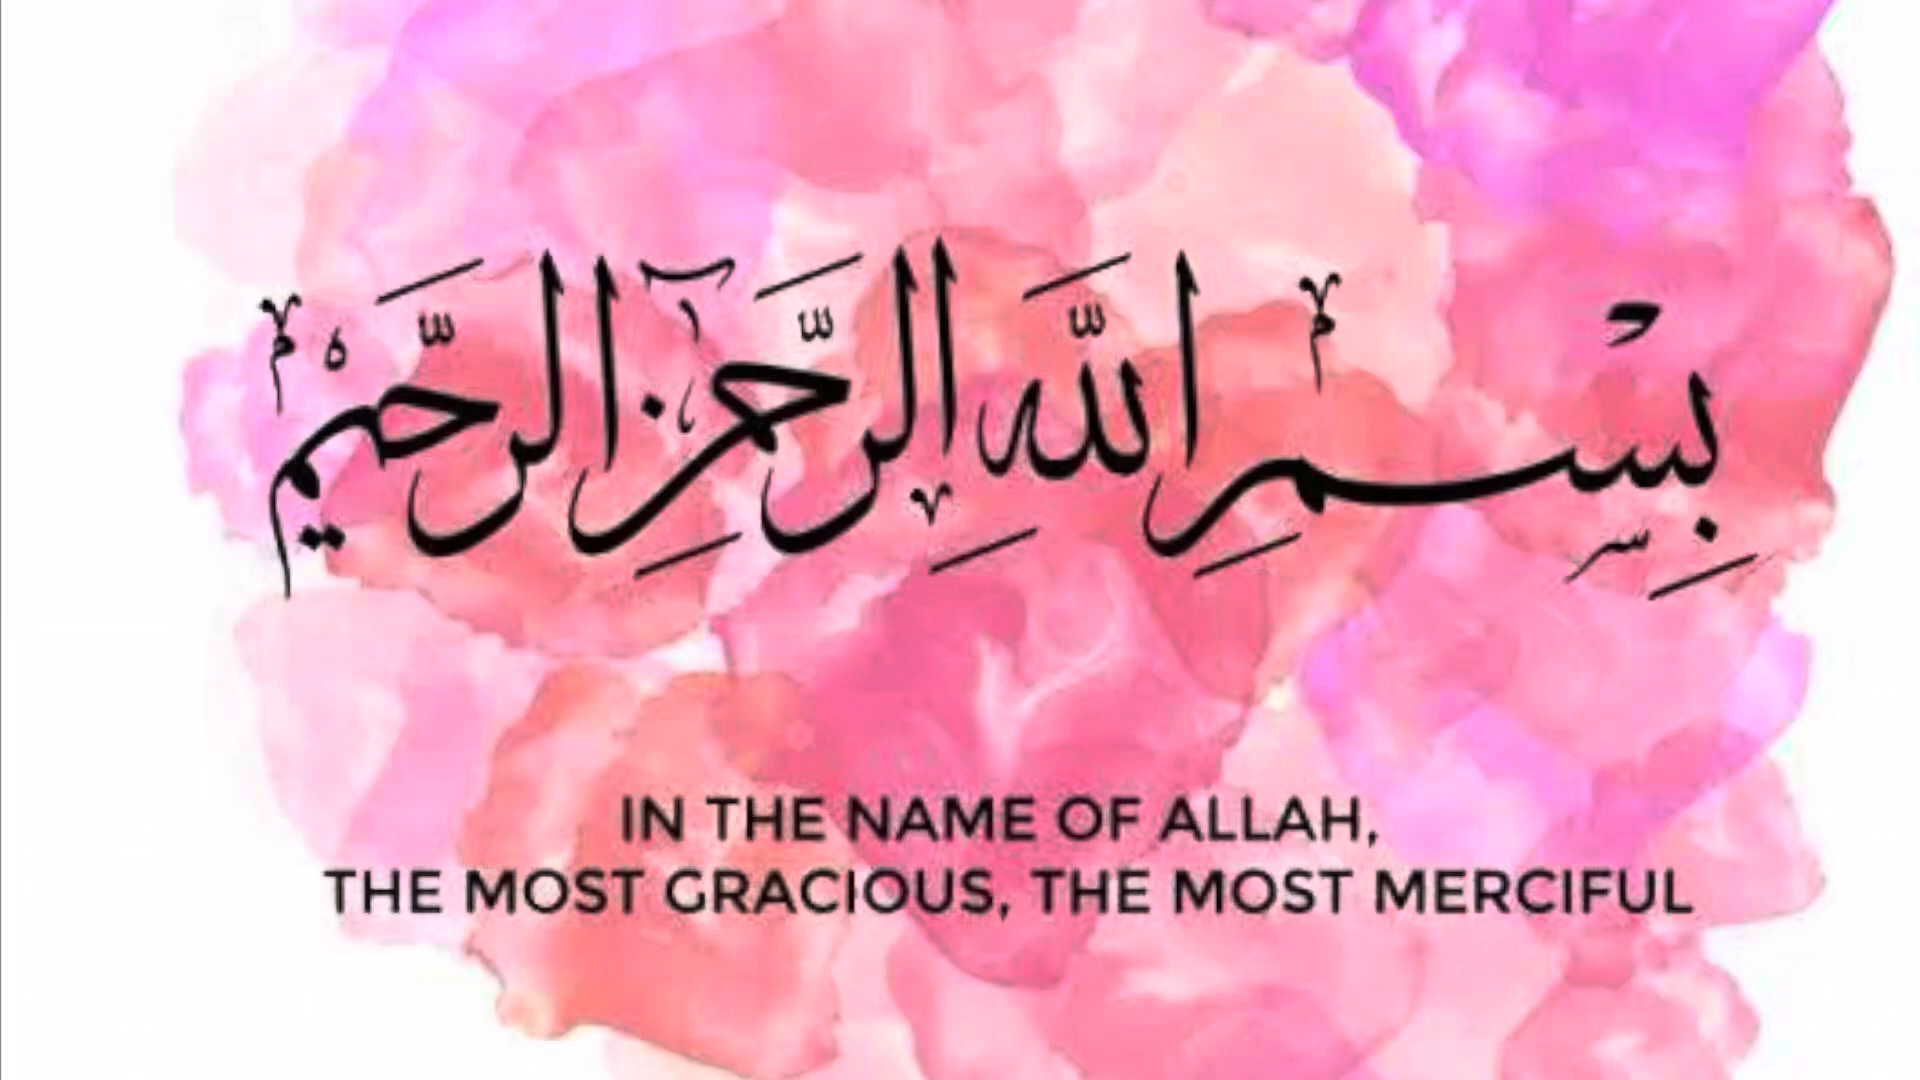 بِسْمِ اللَّهِ الرَّحْمَٰنِ الرَّحِيمِ
IN THE NAME OF ALLAH,
THE MOST GRACIOUS, THE MOST MERCIFUL